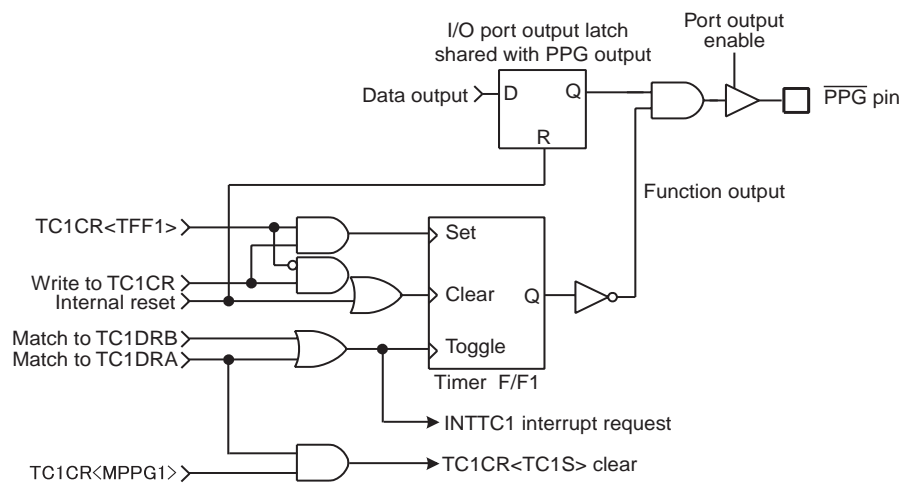 I/O port output latch
shared with PPG output
Port output
enable
Data output
D
Q
R
PPG pin
Function output
TC1CR<TFF1>
Set
Write to TC1CR
Internal reset
Clear
Q
Match to TC1DRB
Match to TC1DRA
Toggle
Timer F/F1
INTTC1 interrupt request
TC1CR<TC1S> clear
TC1CR<MPPG1>